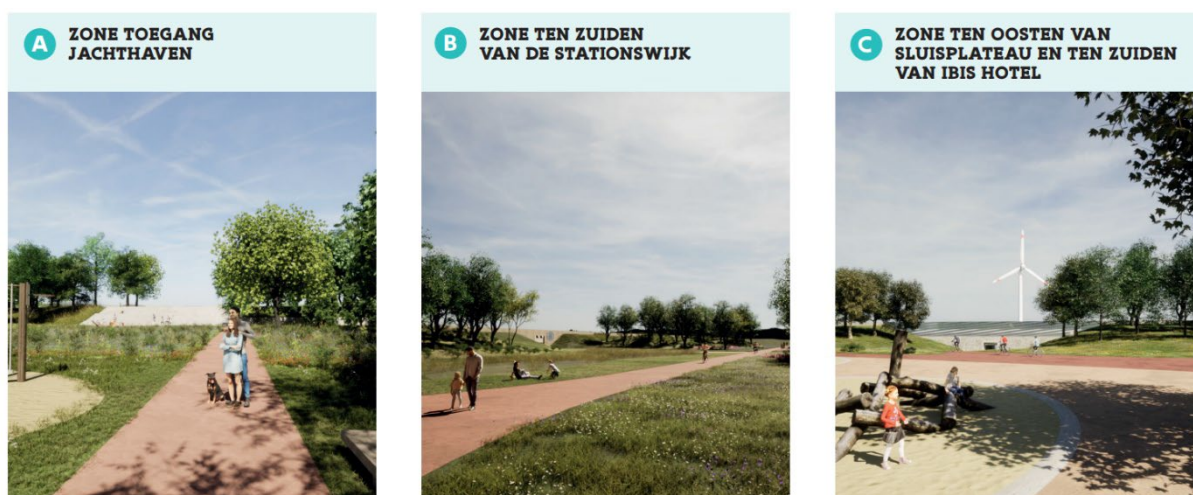 A
ZONE TOEGANG
JACHTHAVEN
B
ZONE TEN ZUIDEN
VAN DE STATIONSWIJK
C
ZONE TEN OOSTEN VAN
SLUISPLATEAU EN TEN ZUIDEN
VAN IBIS HOTEL